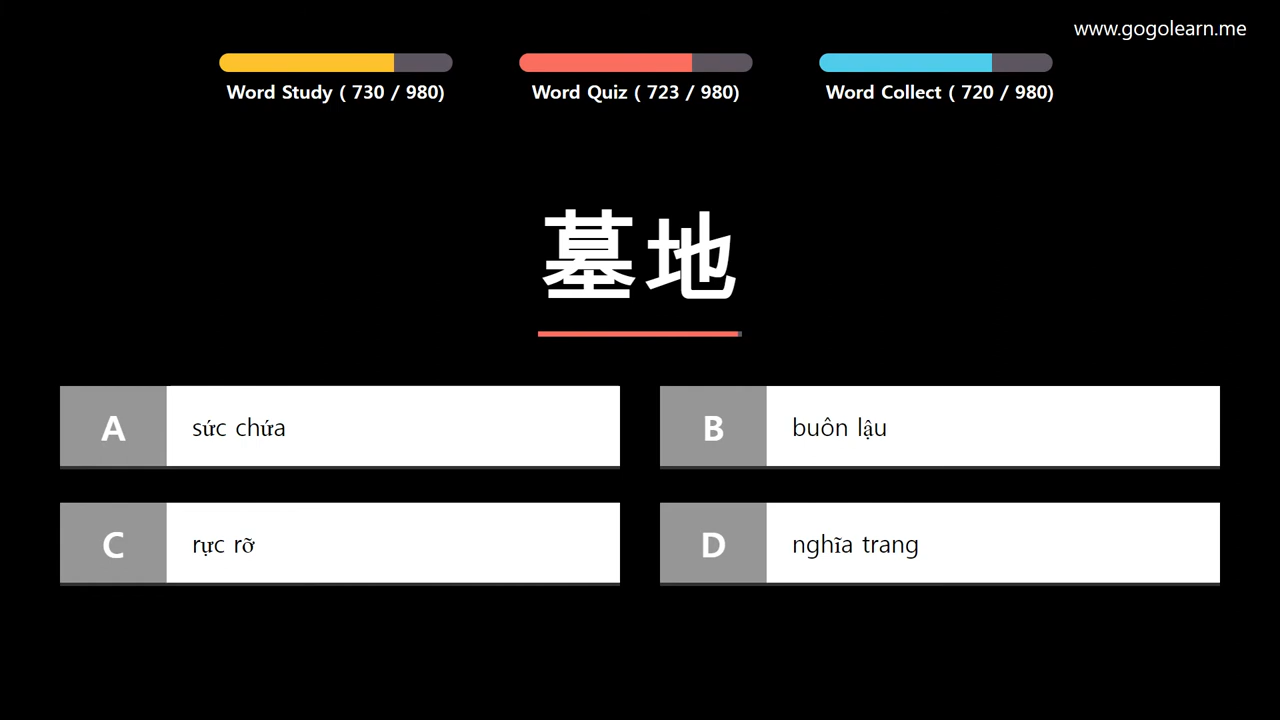 www.gogolearn.me
Word Study ( 730 / 980)
Word Quiz ( 723 / 980)
Word Collect ( 720 / 980)
墓地
A
sức chứa
B
buôn lậu
C
rực rỡ
D
nghĩa trang